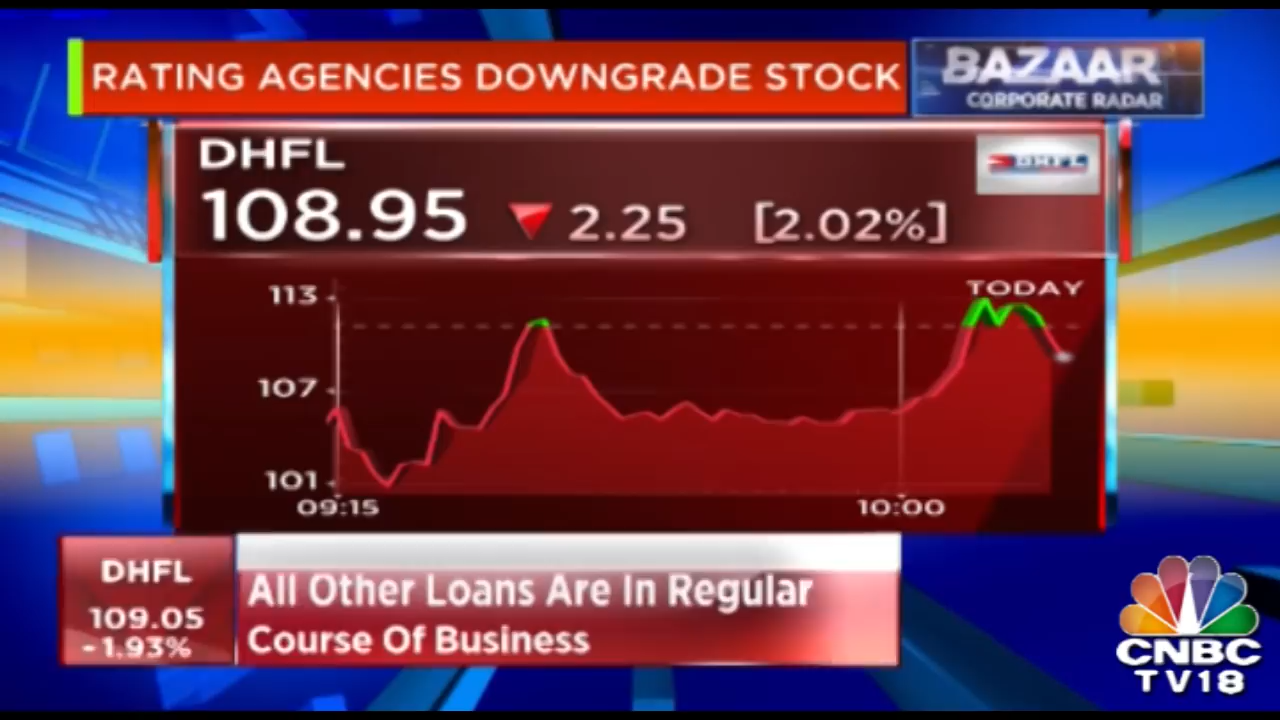 RATING AGENCIES DOWNGRADE STOCK
BAZAAR
CORPORATE RADAR
DHFL
DHFL
108.95 ▼ 2.25 [2.02%]
TODAY
113
107
101
09:15 10:00
DHFL
109.05
-1.93%
All Other Loans Are In Regular
Course Of Business
CNBC
TV18